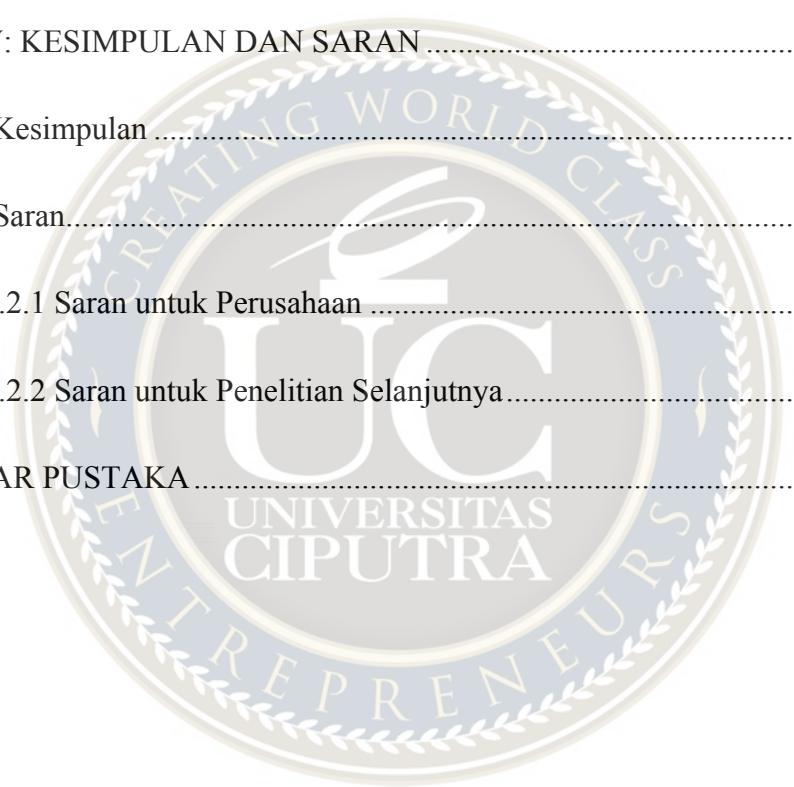 V: KESIMPULAN DAN SARAN
Kesimpulan
Saran
.2.1 Saran untuk Perusahaan
.2.2 Saran untuk Penelitian Selanjutnya
AR PUSTAKA
CREATING WORLD CLASS
UC
UNIVERSITAS
CIPUTRA
ENTREPRENEURS